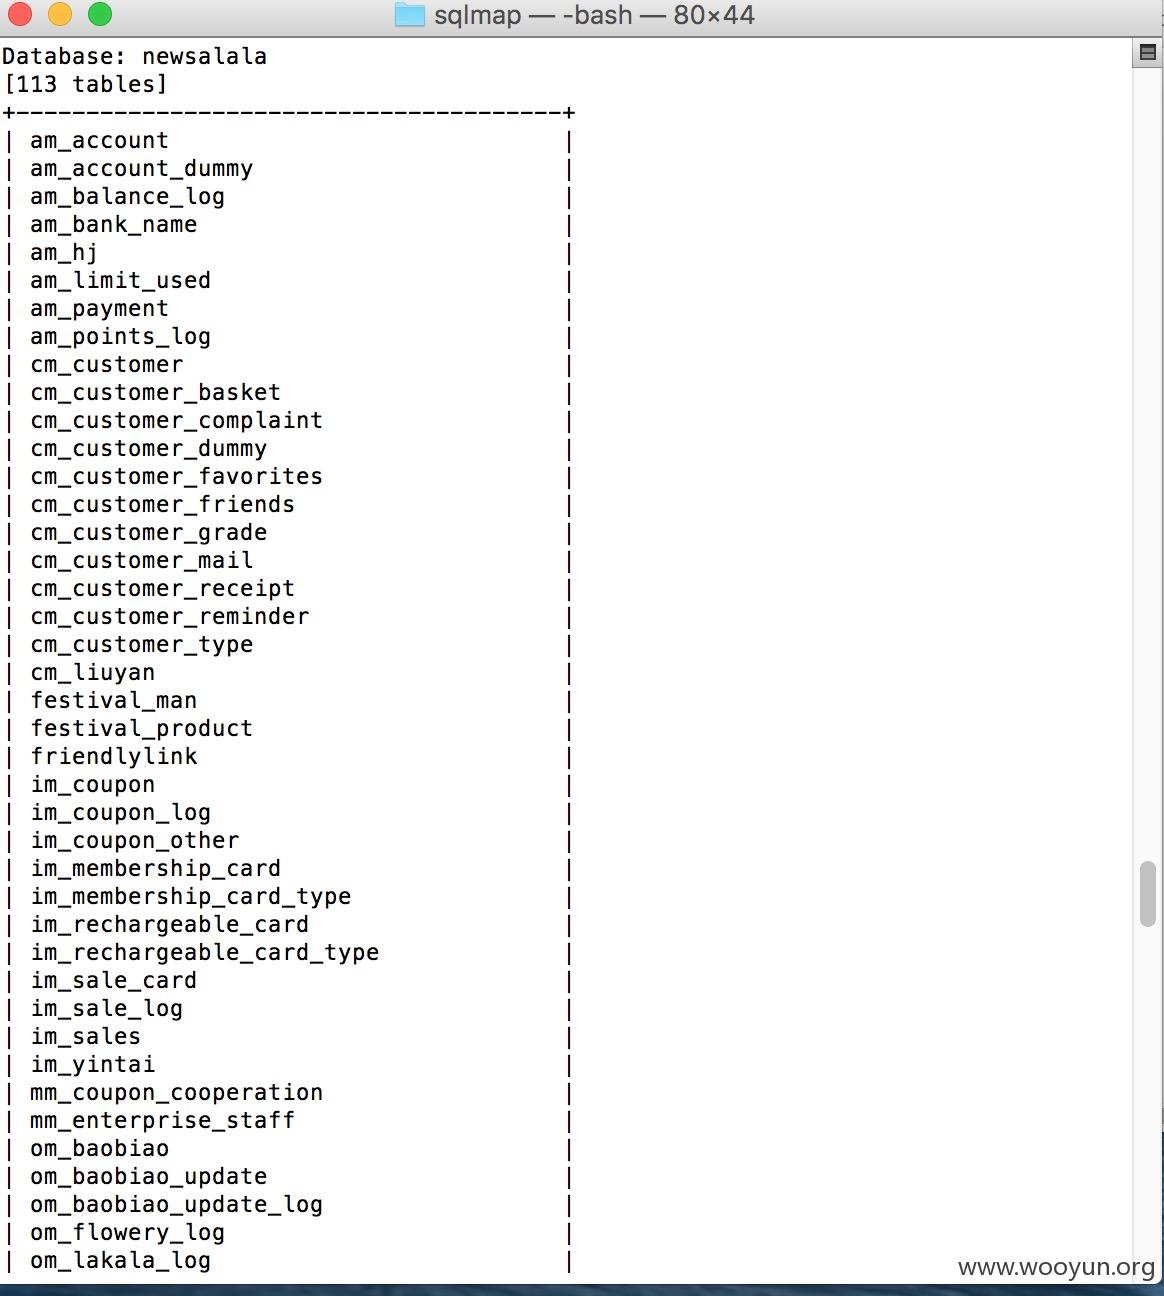 sqlmap — -bash — 80×44
Database: newsalala
[113 tables]
+---------------------------------------+
| am_account |
| am_account_dummy |
| am_balance_log |
| am_bank_name |
| am_hj |
| am_limit_used |
| am_payment |
| am_points_log |
| cm_customer |
| cm_customer_basket |
| cm_customer_complaint |
| cm_customer_dummy |
| cm_customer_favorites |
| cm_customer_friends |
| cm_customer_grade |
| cm_customer_mail |
| cm_customer_receipt |
| cm_customer_reminder |
| cm_customer_type |
| cm_liuyan |
| festival_man |
| festival_product |
| friendlylink |
| im_coupon |
| im_coupon_log |
| im_coupon_other |
| im_membership_card |
| im_membership_card_type |
| im_rechargeable_card |
| im_rechargeable_card_type |
| im_sale_card |
| im_sale_log |
| im_sales |
| im_yintai |
| mm_coupon_cooperation |
| mm_enterprise_staff |
| om_baobiao |
| om_baobiao_update |
| om_baobiao_update_log |
| om_flowery_log |
| om_lakala_log |
www.wooyun.org